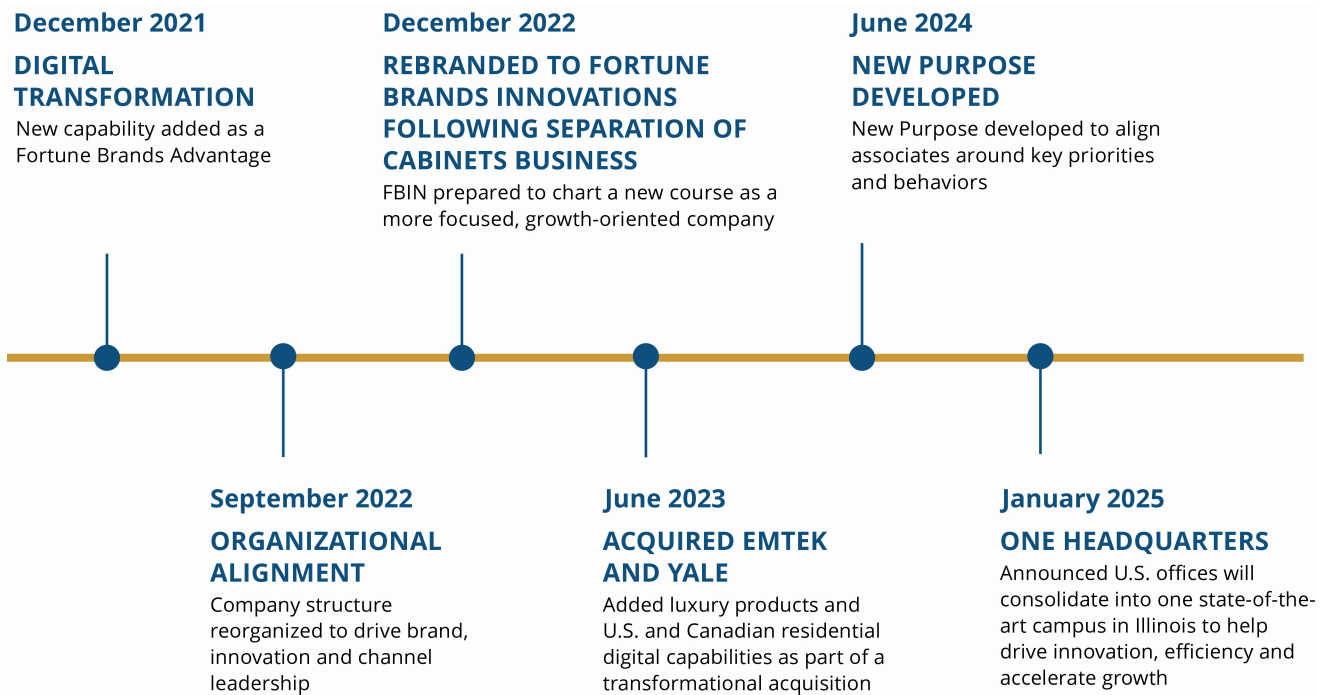 December 2021
DIGITAL
TRANSFORMATION
New capability added as a
Fortune Brands Advantage
December 2022
REBRANDED TO FORTUNE
BRANDS INNOVATIONS
FOLLOWING SEPARATION OF
CABINETS BUSINESS
FBIN prepared to chart a new course as a
more focused, growth-oriented company
June 2024
NEW PURPOSE
DEVELOPED
New Purpose developed to align
associates around key priorities
and behaviors
September 2022
ORGANIZATIONAL
ALIGNMENT
Company structure
reorganized to drive brand,
innovation and channel
leadership
June 2023
ACQUIRED EMTEK
AND YALE
Added luxury products and
U.S. and Canadian residential
digital capabilities as part of a
transformational acquisition
January 2025
ONE HEADQUARTERS
Announced U.S. offices will
consolidate into one state-of-the-
art campus in Illinois to help
drive innovation, efficiency and
accelerate growth